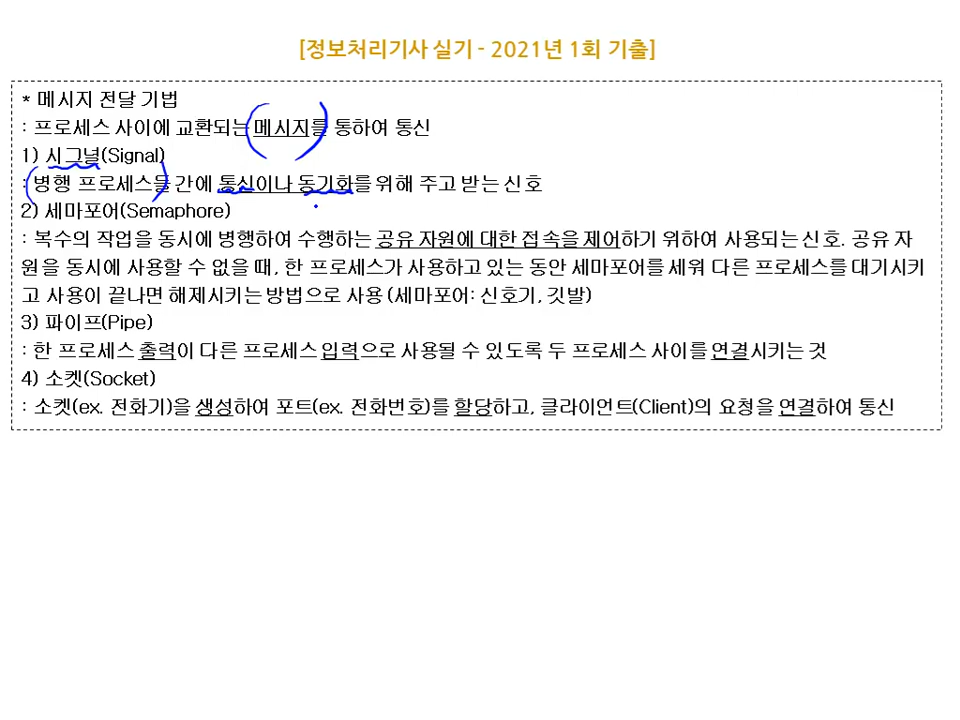 [정보처리기사 실기 - 2021년 1회 기출]
* 메시지 전달 기법
: 프로세스 사이에 교환되는 메시지를 통하여 통신
1) 시그널(Signal)
: 병행 프로세스들 간에 통신이나 동기화를 위해 주고 받는 신호
2) 세마포어(Semaphore)
: 복수의 작업을 동시에 병행하여 수행하는 공유 자원에 대한 접속을 제어하기 위하여 사용되는 신호. 공유 자
원을 동시에 사용할 수 없을 때, 한 프로세스가 사용하고 있는 동안 세마포어를 세워 다른 프로세스를 대기시키
고 사용이 끝나면 해제시키는 방법으로 사용 (세마포어: 신호기, 깃발)
3) 파이프(Pipe)
: 한 프로세스 출력이 다른 프로세스 입력으로 사용될 수 있도록 두 프로세스 사이를 연결시키는 것
4) 소켓(Socket)
: 소켓(ex. 전화기)을 생성하여 포트(ex. 전화번호)를 할당하고, 클라이언트(Client)의 요청을 연결하여 통신